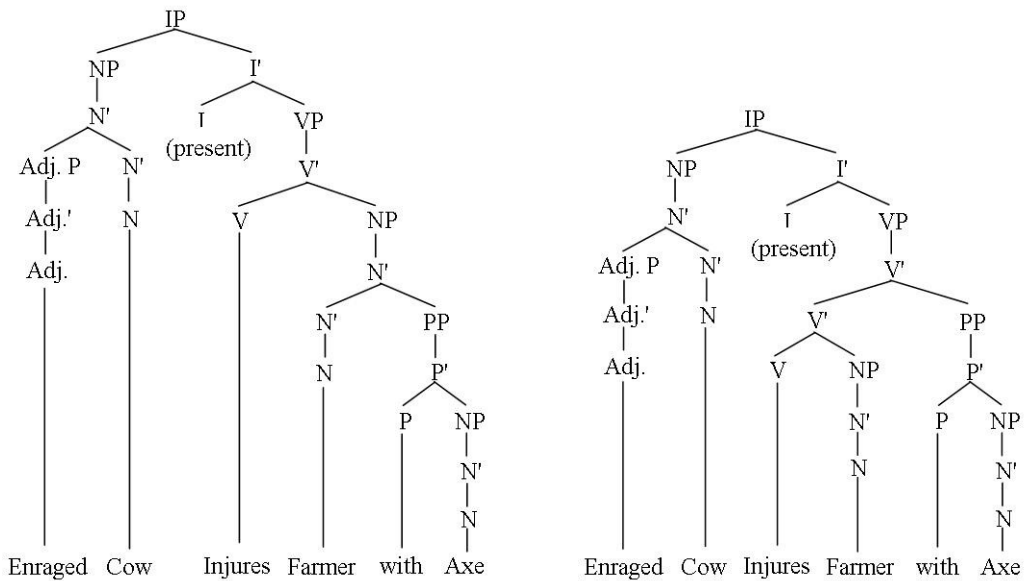 IP
NP I'
N' I VP
(present)
Adj. P N' V'
Adj.' N V NP
Adj. N'
N' PP
N P'
P NP
N'
N
Enraged Cow Injures Farmer with Axe
IP
NP I'
N' I VP
(present)
Adj. P N' V'
Adj.' N V' PP
Adj. V NP P'
N' P NP
N N'
N
Enraged Cow Injures Farmer with Axe